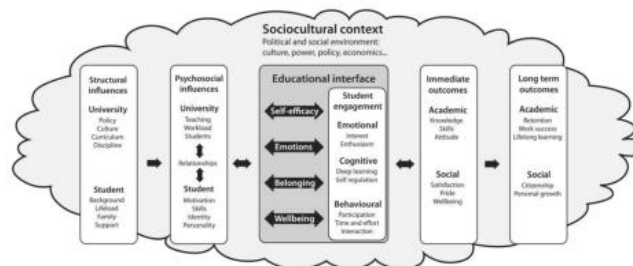 Sociocultural context
Political and social environment:
culture, power, policy, economics...
Structural
influences
University
Policy
Culture
Curriculum
Discipline
Student
Background
Lifeload
Family
Support
Psychosocial
influences
University
Teaching
Workload
Students
Relationships
Student
Motivation
Skills
Identity
Personality
Educational interface
Self-efficacy
Emotions
Belonging
Wellbeing
Student
engagement
Emotional
Interest
Enthusiasm
Cognitive
Deep learning
Self regulation
Behavioural
Participation
Time and effort
Interaction
Immediate
outcomes
Academic
Knowledge
Skills
Attitude
Social
Satisfaction
Pride
Wellbeing
Long term
outcomes
Academic
Retention
Work success
Lifelong learning
Social
Citizenship
Personal growth